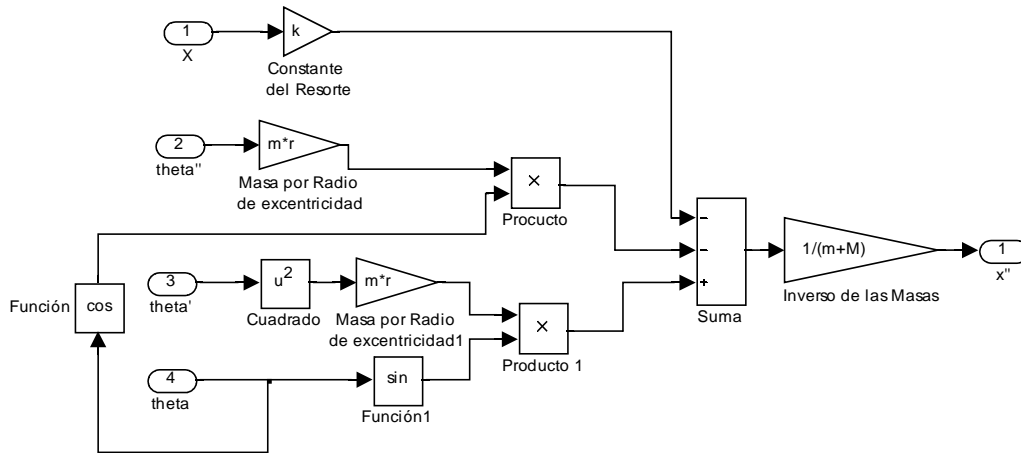 1
X
k
Constante
del Resorte
2
theta"
m*r
Masa por Radio
de excentricidad
×
Procucto
3
theta'
u²
Cuadrado
m*r
Masa por Radio
de excentricidad1
×
Producto 1
Función
cos
4
theta
sin
Función1
−
−
+
Suma
1/(m+M)
Inverso de las Masas
1
x"